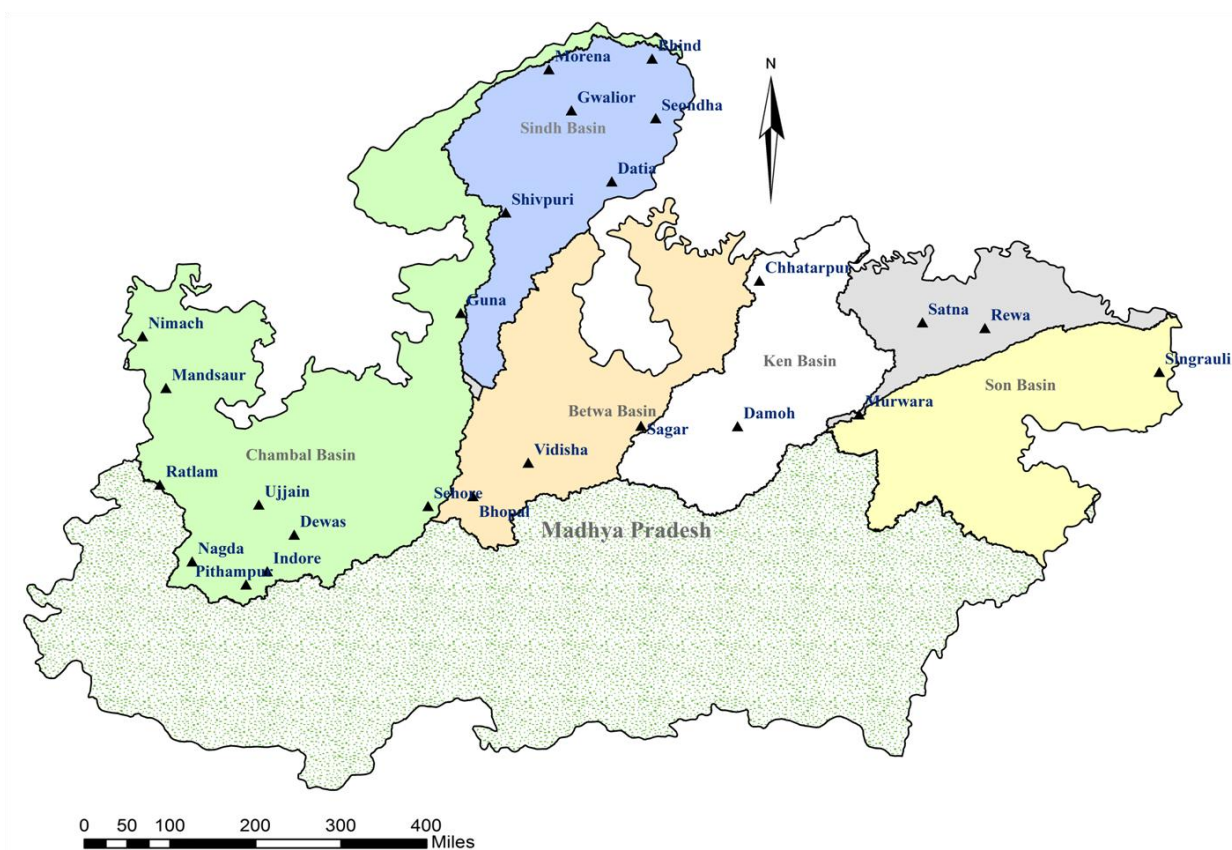 Bhind
Morena
N
Gwalior
Seondha
Sindh Basin
Datia
Shivpuri
Chhatarpur
Guna
Satna
Rewa
Nimach
Ken Basin
Singrauli
Mandsaur
Son Basin
Murwara
Betwa Basin
Sagar
Damoh
Vidisha
Chambal Basin
Ratlam
Ujjain
Sehore
Bhopal
Dewas
Madhya Pradesh
Nagda
Indore
Pithampur
0 50 100 200 300 400
Miles